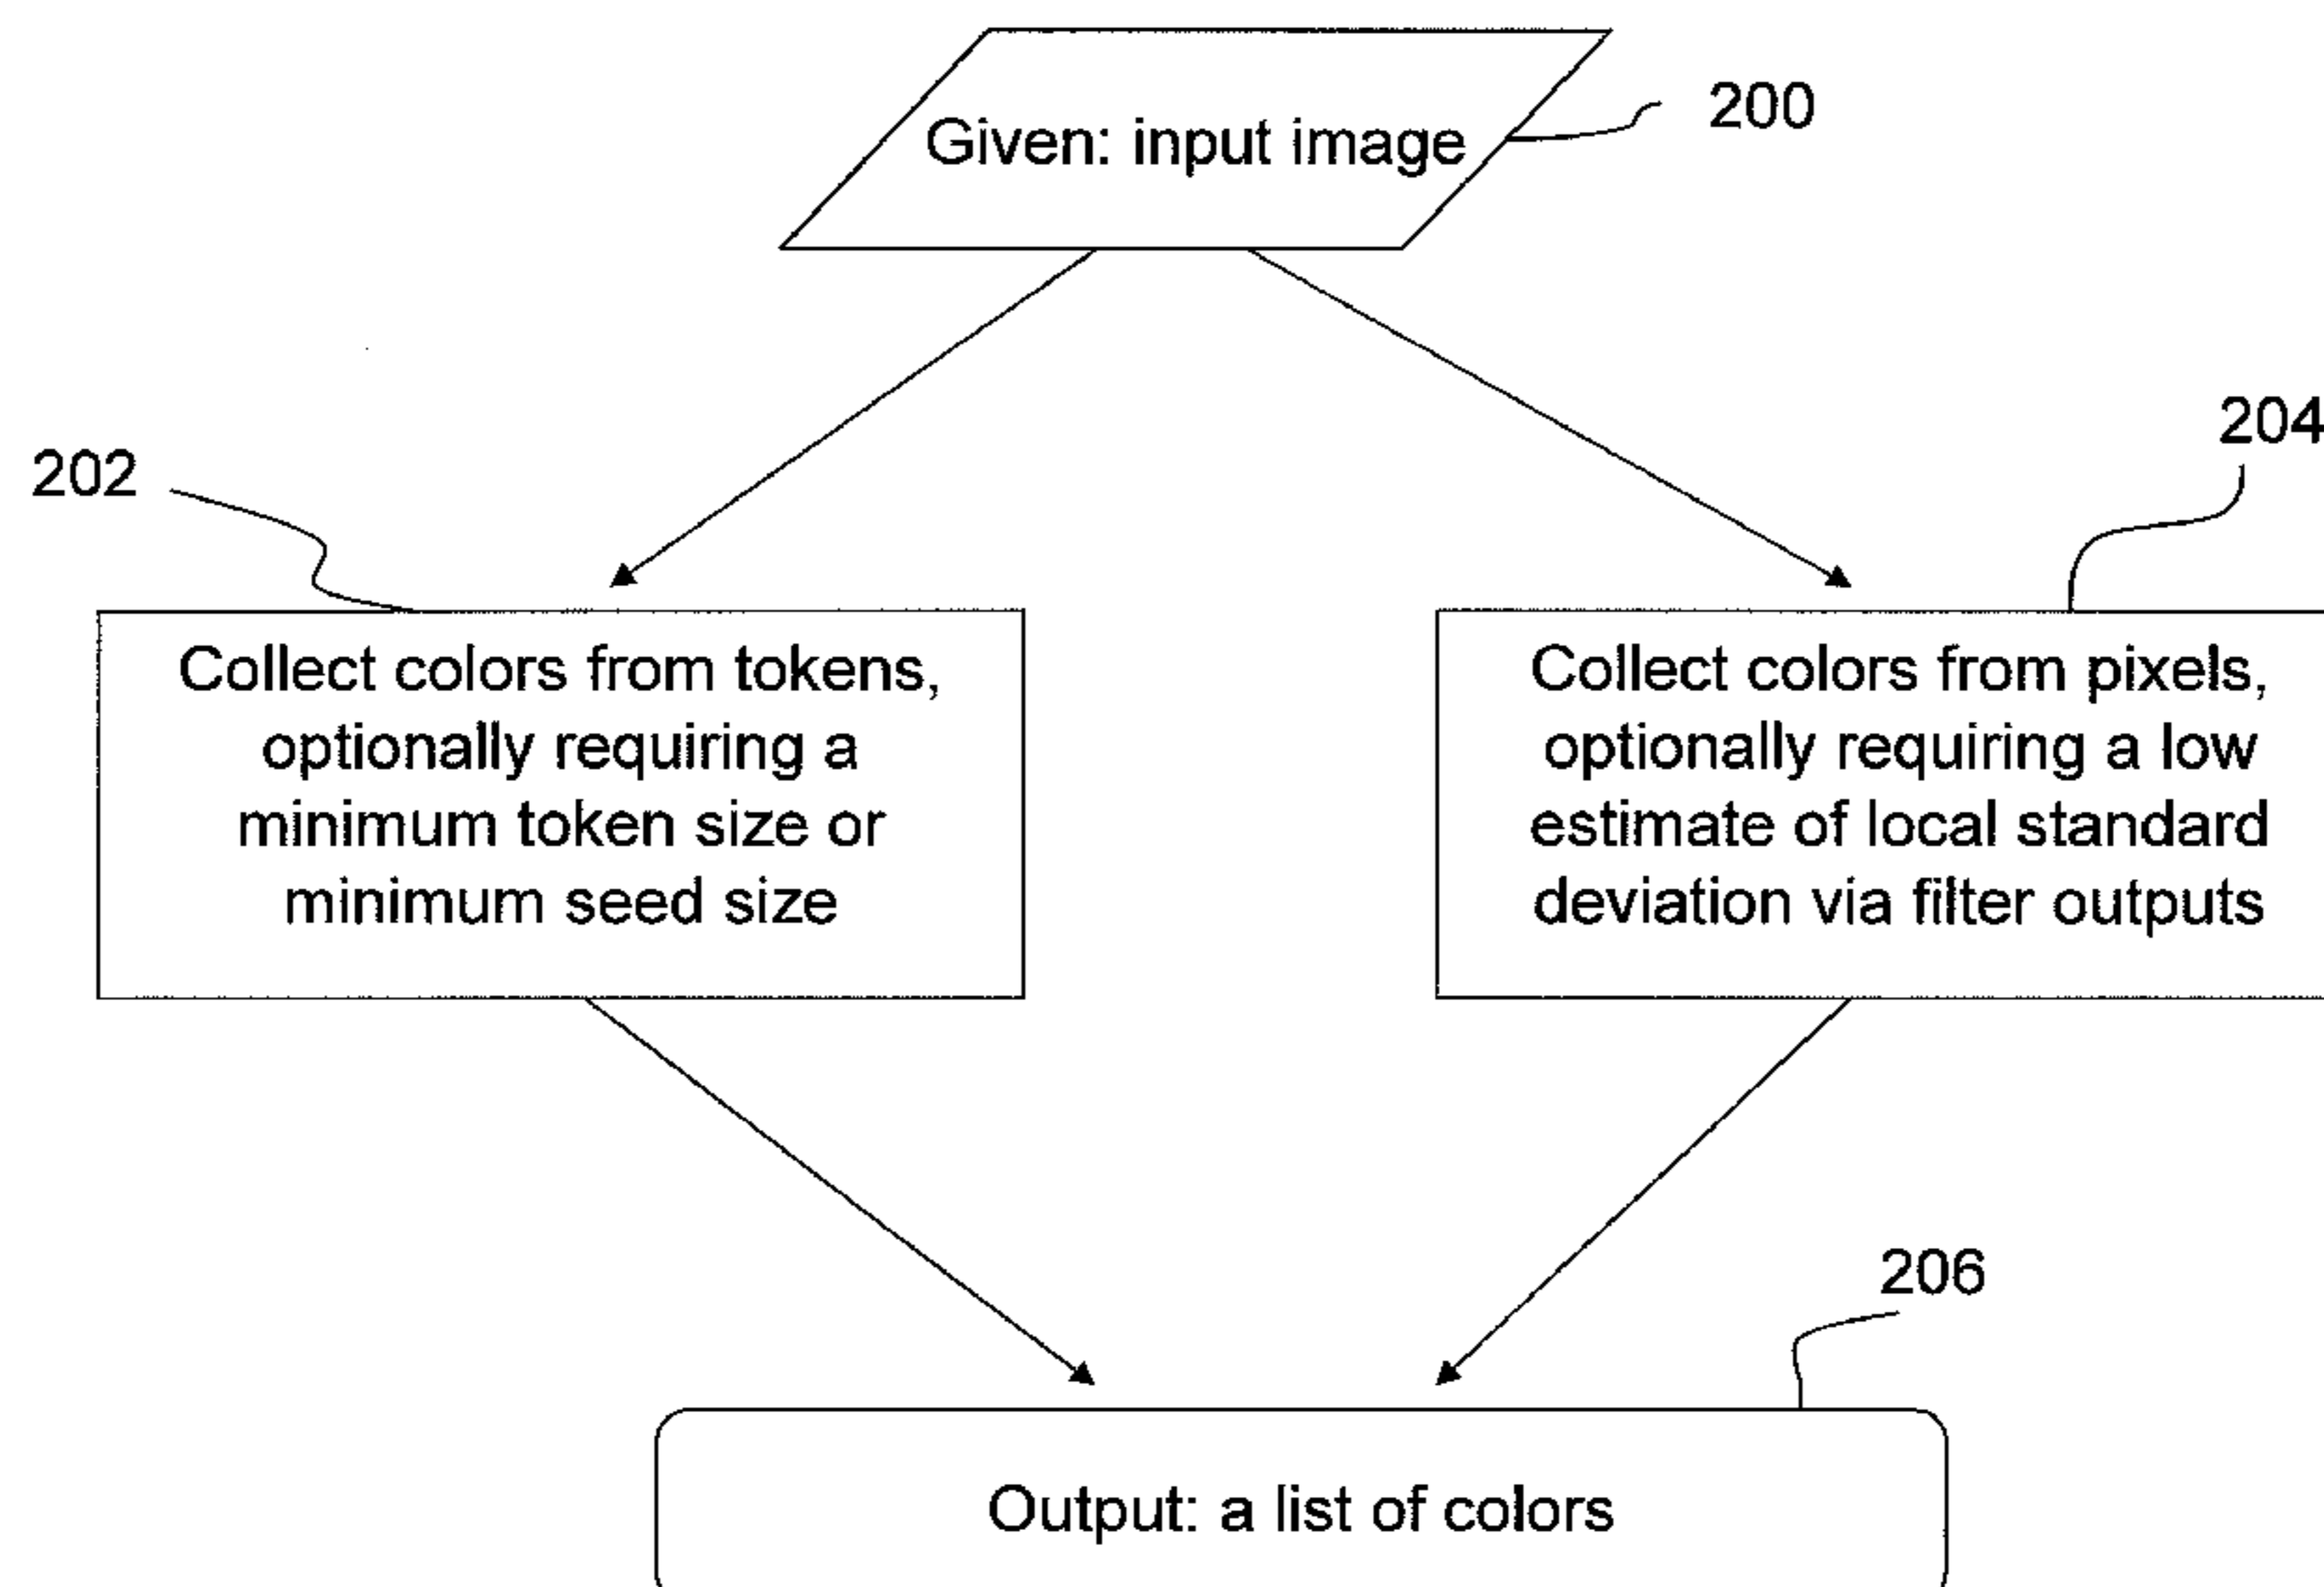 Given: input image
200
202
204
Collect colors from tokens,
optionally requiring a
minimum token size or
minimum seed size
Collect colors from pixels,
optionally requiring a low
estimate of local standard
deviation via filter outputs
206
Output: a list of colors